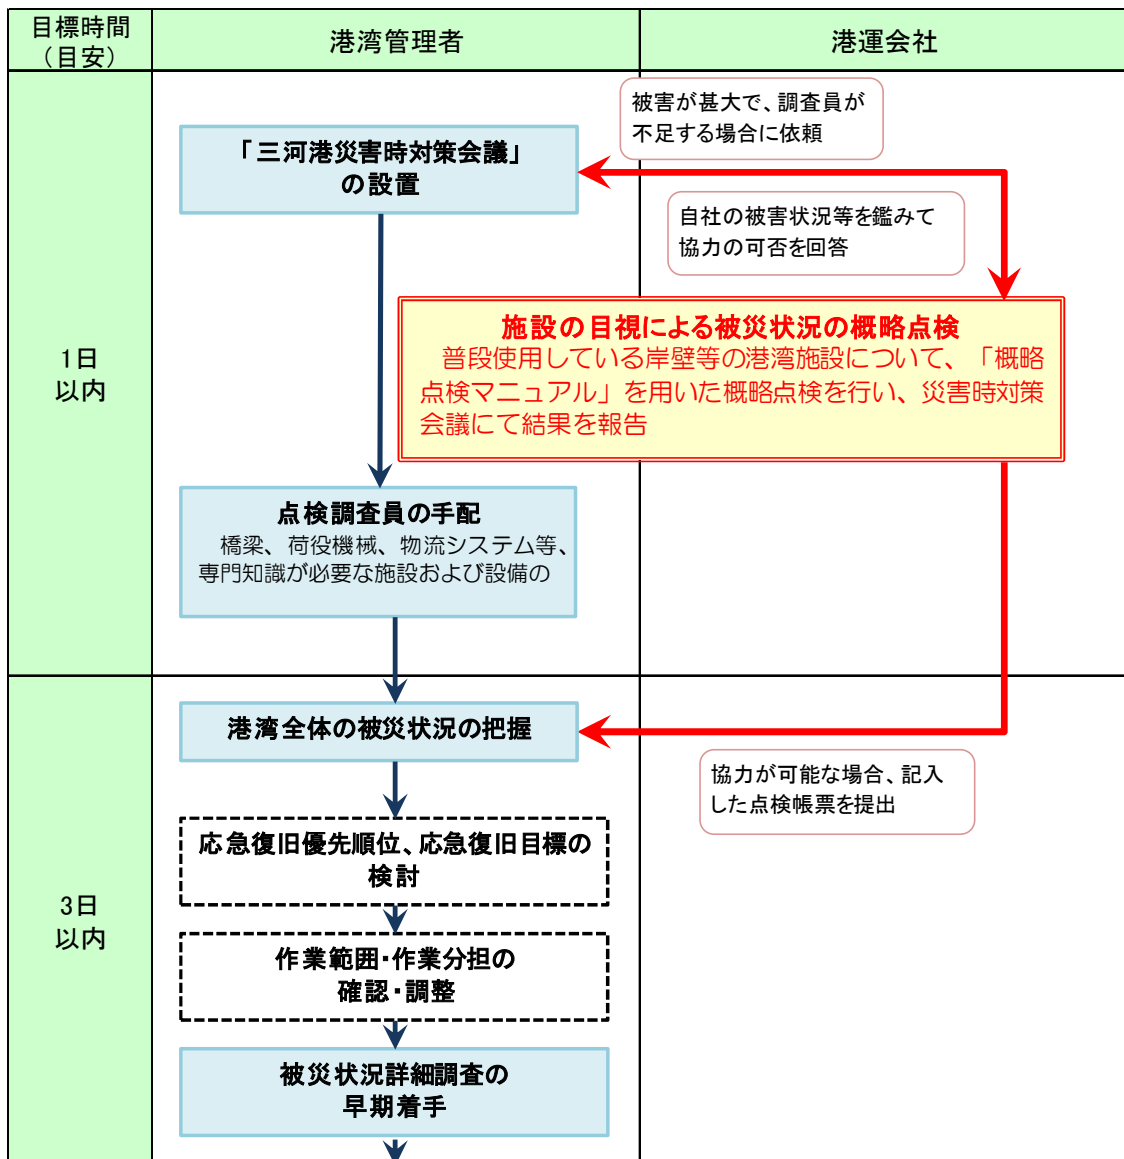 目標時間
（目安）
港湾管理者
港運会社
被害が甚大で、調査員が
不足する場合に依頼
「三河港災害時対策会議」
の設置
自社の被害状況等を鑑みて
協力の可否を回答
1日
以内
施設の目視による被災状況の概略点検
普段使用している岸壁等の港湾施設について、「概略
点検マニュアル」を用いた概略点検を行い、災害時対策
会議にて結果を報告
点検調査員の手配
橋梁、荷役機械、物流システム等、
専門知識が必要な施設および設備の
3日
以内
港湾全体の被災状況の把握
協力が可能な場合、記入
した点検帳票を提出
応急復旧優先順位、応急復旧目標の
検討
作業範囲・作業分担の
確認・調整
被災状況詳細調査の
早期着手